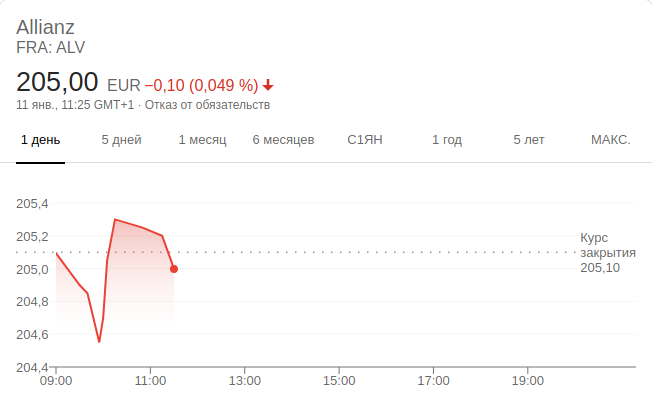 Allianz
FRA: ALV
205,00 EUR −0,10 (0,049 %)
11 янв., 11:25 GMT+1 · Отказ от обязательств
1 день 5 дней 1 месяц 6 месяцев С1ЯН 1 год 5 лет МАКС.
205,4
205,2
205,0
204,8
204,6
204,4
Курс
закрытия
205,10
09:00 11:00 13:00 15:00 17:00 19:00